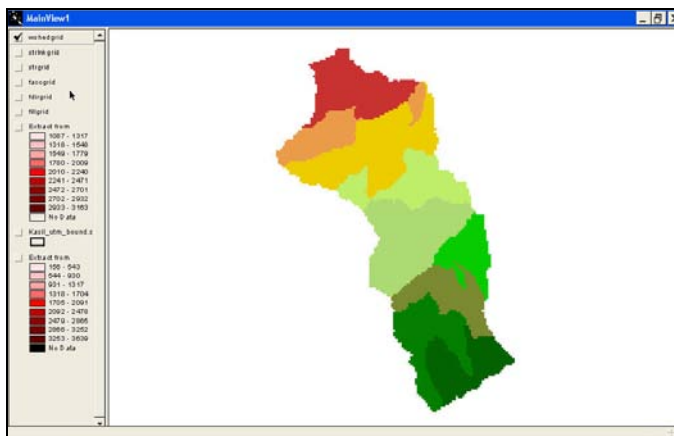 MainView1
wshedgrid
strlnkgrid
strgrid
faccgrid
fdirgrid
fillgrid
Extract from
1087 - 1317
1318 - 1548
1549 - 1779
1780 - 2009
2010 - 2240
2241 - 2471
2472 - 2701
2702 - 2932
2933 - 3163
No Data
Kasil_utm_bound.s
Extract from
156 - 543
544 - 930
931 - 1317
1318 - 1704
1705 - 2091
2092 - 2478
2479 - 2865
2866 - 3252
3253 - 3639
No Data